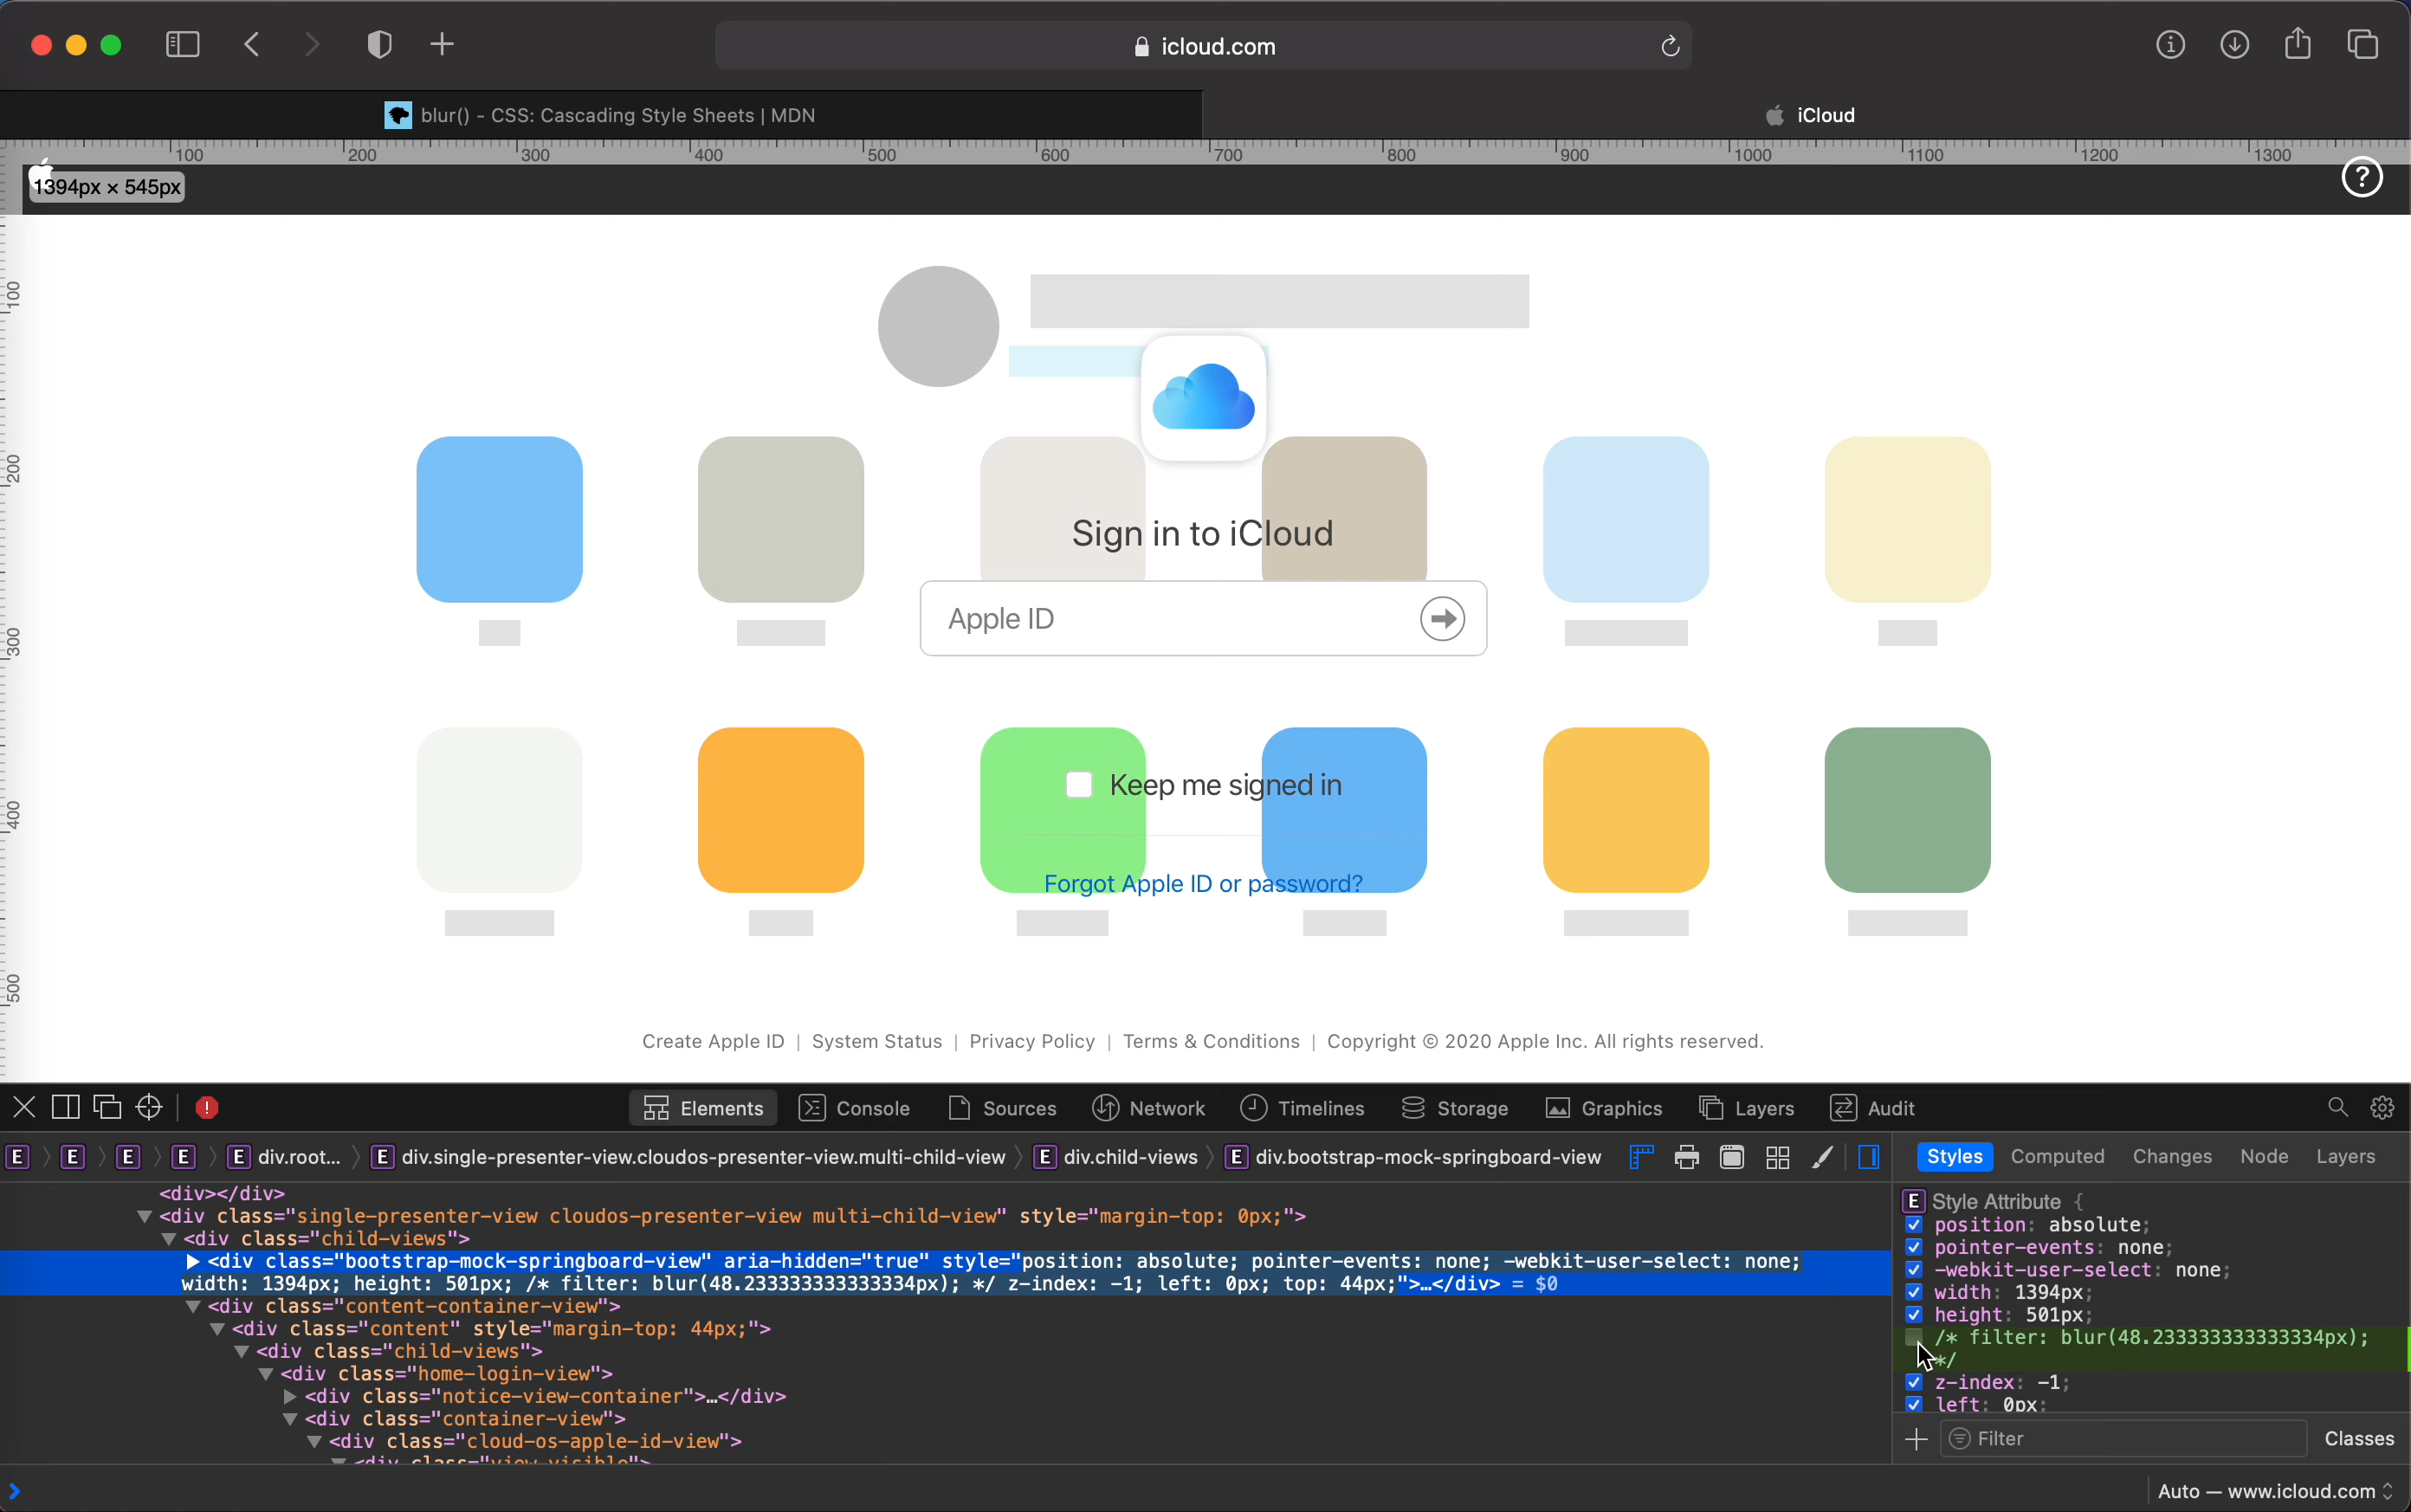 icloud.com
blur() - CSS: Cascading Style Sheets | MDN
iCloud
100 200 300 400 500 600 700 800 900 1000 1100 1200 1300
1394px × 545px
?
100
200
300
400
500
Sign in to iCloud
Apple ID
Keep me signed in
Forgot Apple ID or password?
Create Apple ID | System Status | Privacy Policy | Terms & Conditions | Copyright © 2020 Apple Inc. All rights reserved.
Elements Console Sources Network Timelines Storage Graphics Layers Audit
E E E E E div.root... E div.single-presenter-view.cloudos-presenter-view.multi-child-view E div.child-views E div.bootstrap-mock-springboard-view
Styles Computed Changes Node Layers
<div></div>
<div class="single-presenter-view cloudos-presenter-view multi-child-view" style="margin-top: 0px;">
<div class="child-views">
<div class="bootstrap-mock-springboard-view" aria-hidden="true" style="position: absolute; pointer-events: none; -webkit-user-select: none;
width: 1394px; height: 501px; /* filter: blur(48.233333333333334px); */ z-index: -1; left: 0px; top: 44px;">…</div> = $0
<div class="content-container-view">
<div class="content" style="margin-top: 44px;">
<div class="child-views">
<div class="home-login-view">
<div class="notice-view-container">…</div>
<div class="container-view">
<div class="cloud-os-apple-id-view">
<div class="view-visible">
E Style Attribute {
position: absolute;
pointer-events: none;
-webkit-user-select: none;
width: 1394px;
height: 501px;
/* filter: blur(48.233333333333334px);
*/
z-index: -1;
left: 0px;
Filter
Classes
Auto — www.icloud.com